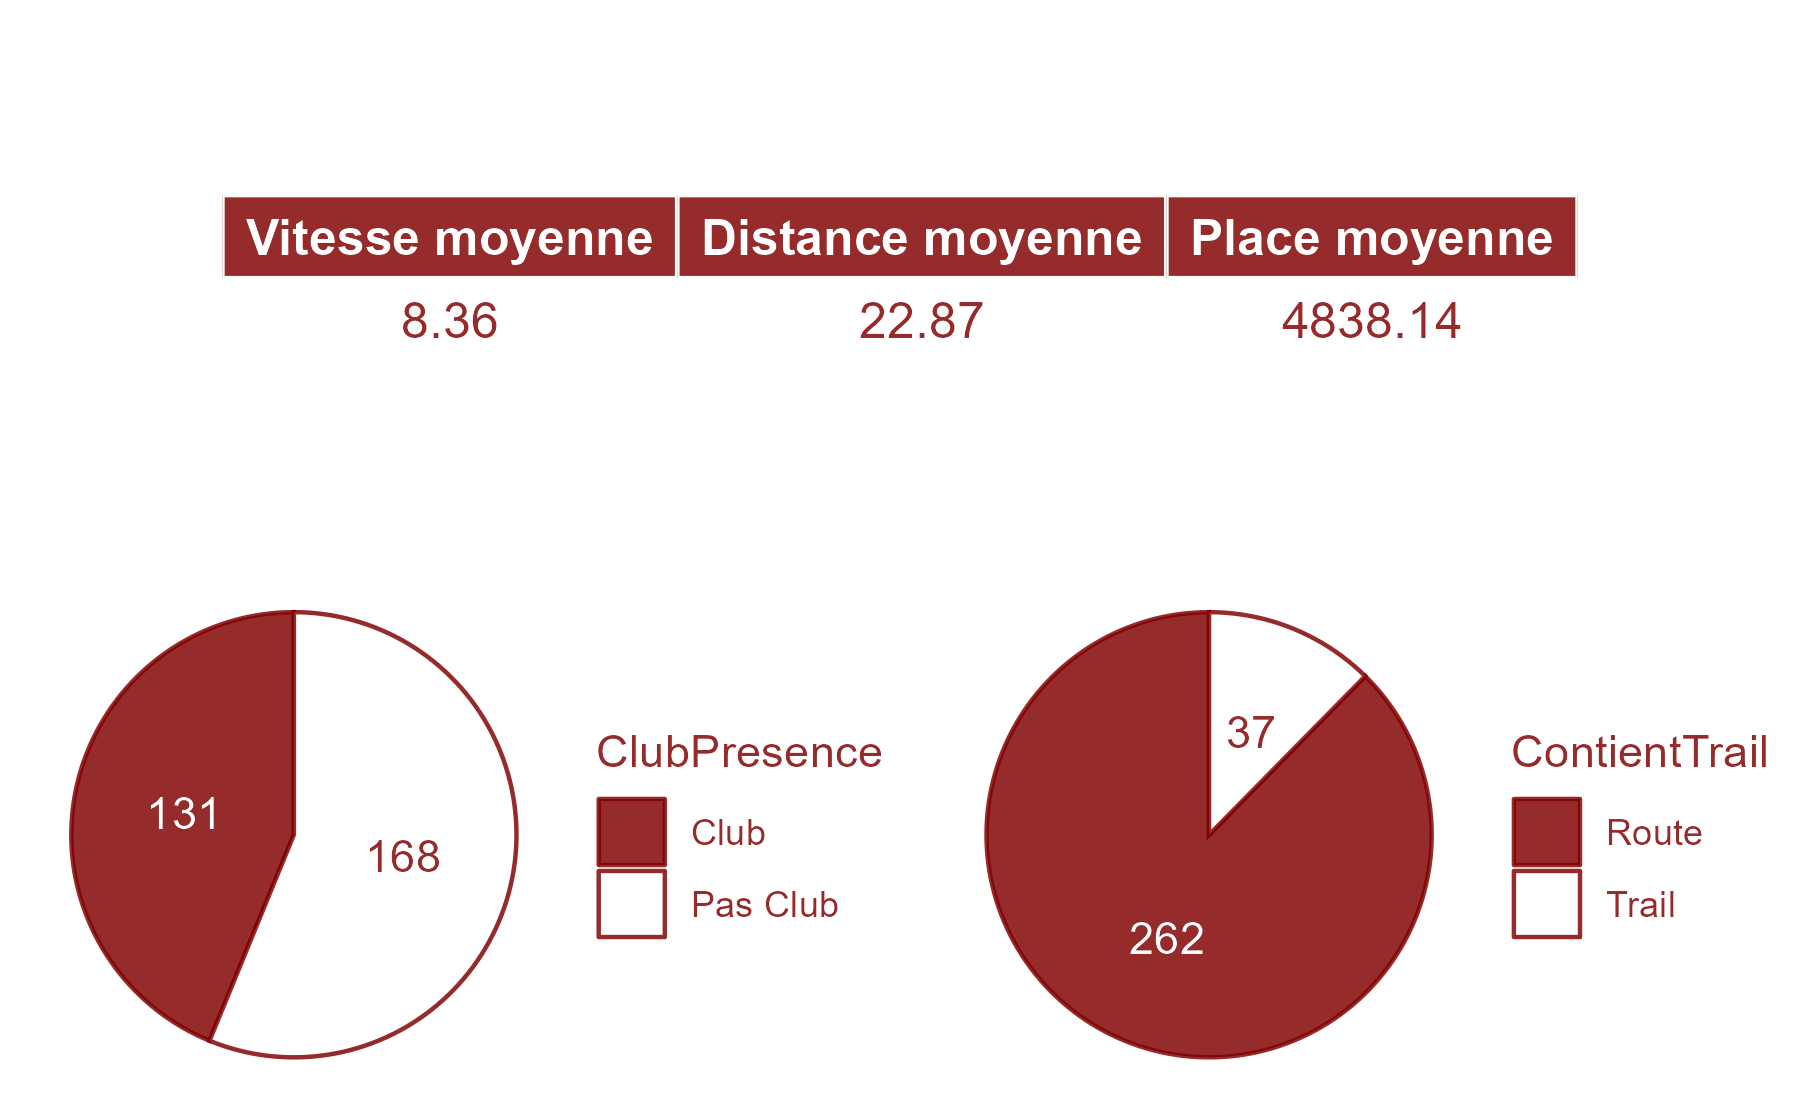 Vitesse moyenne Distance moyenne Place moyenne
8.36 22.87 4838.14
131
168
ClubPresence
Club
Pas Club
37
262
ContientTrail
Route
Trail